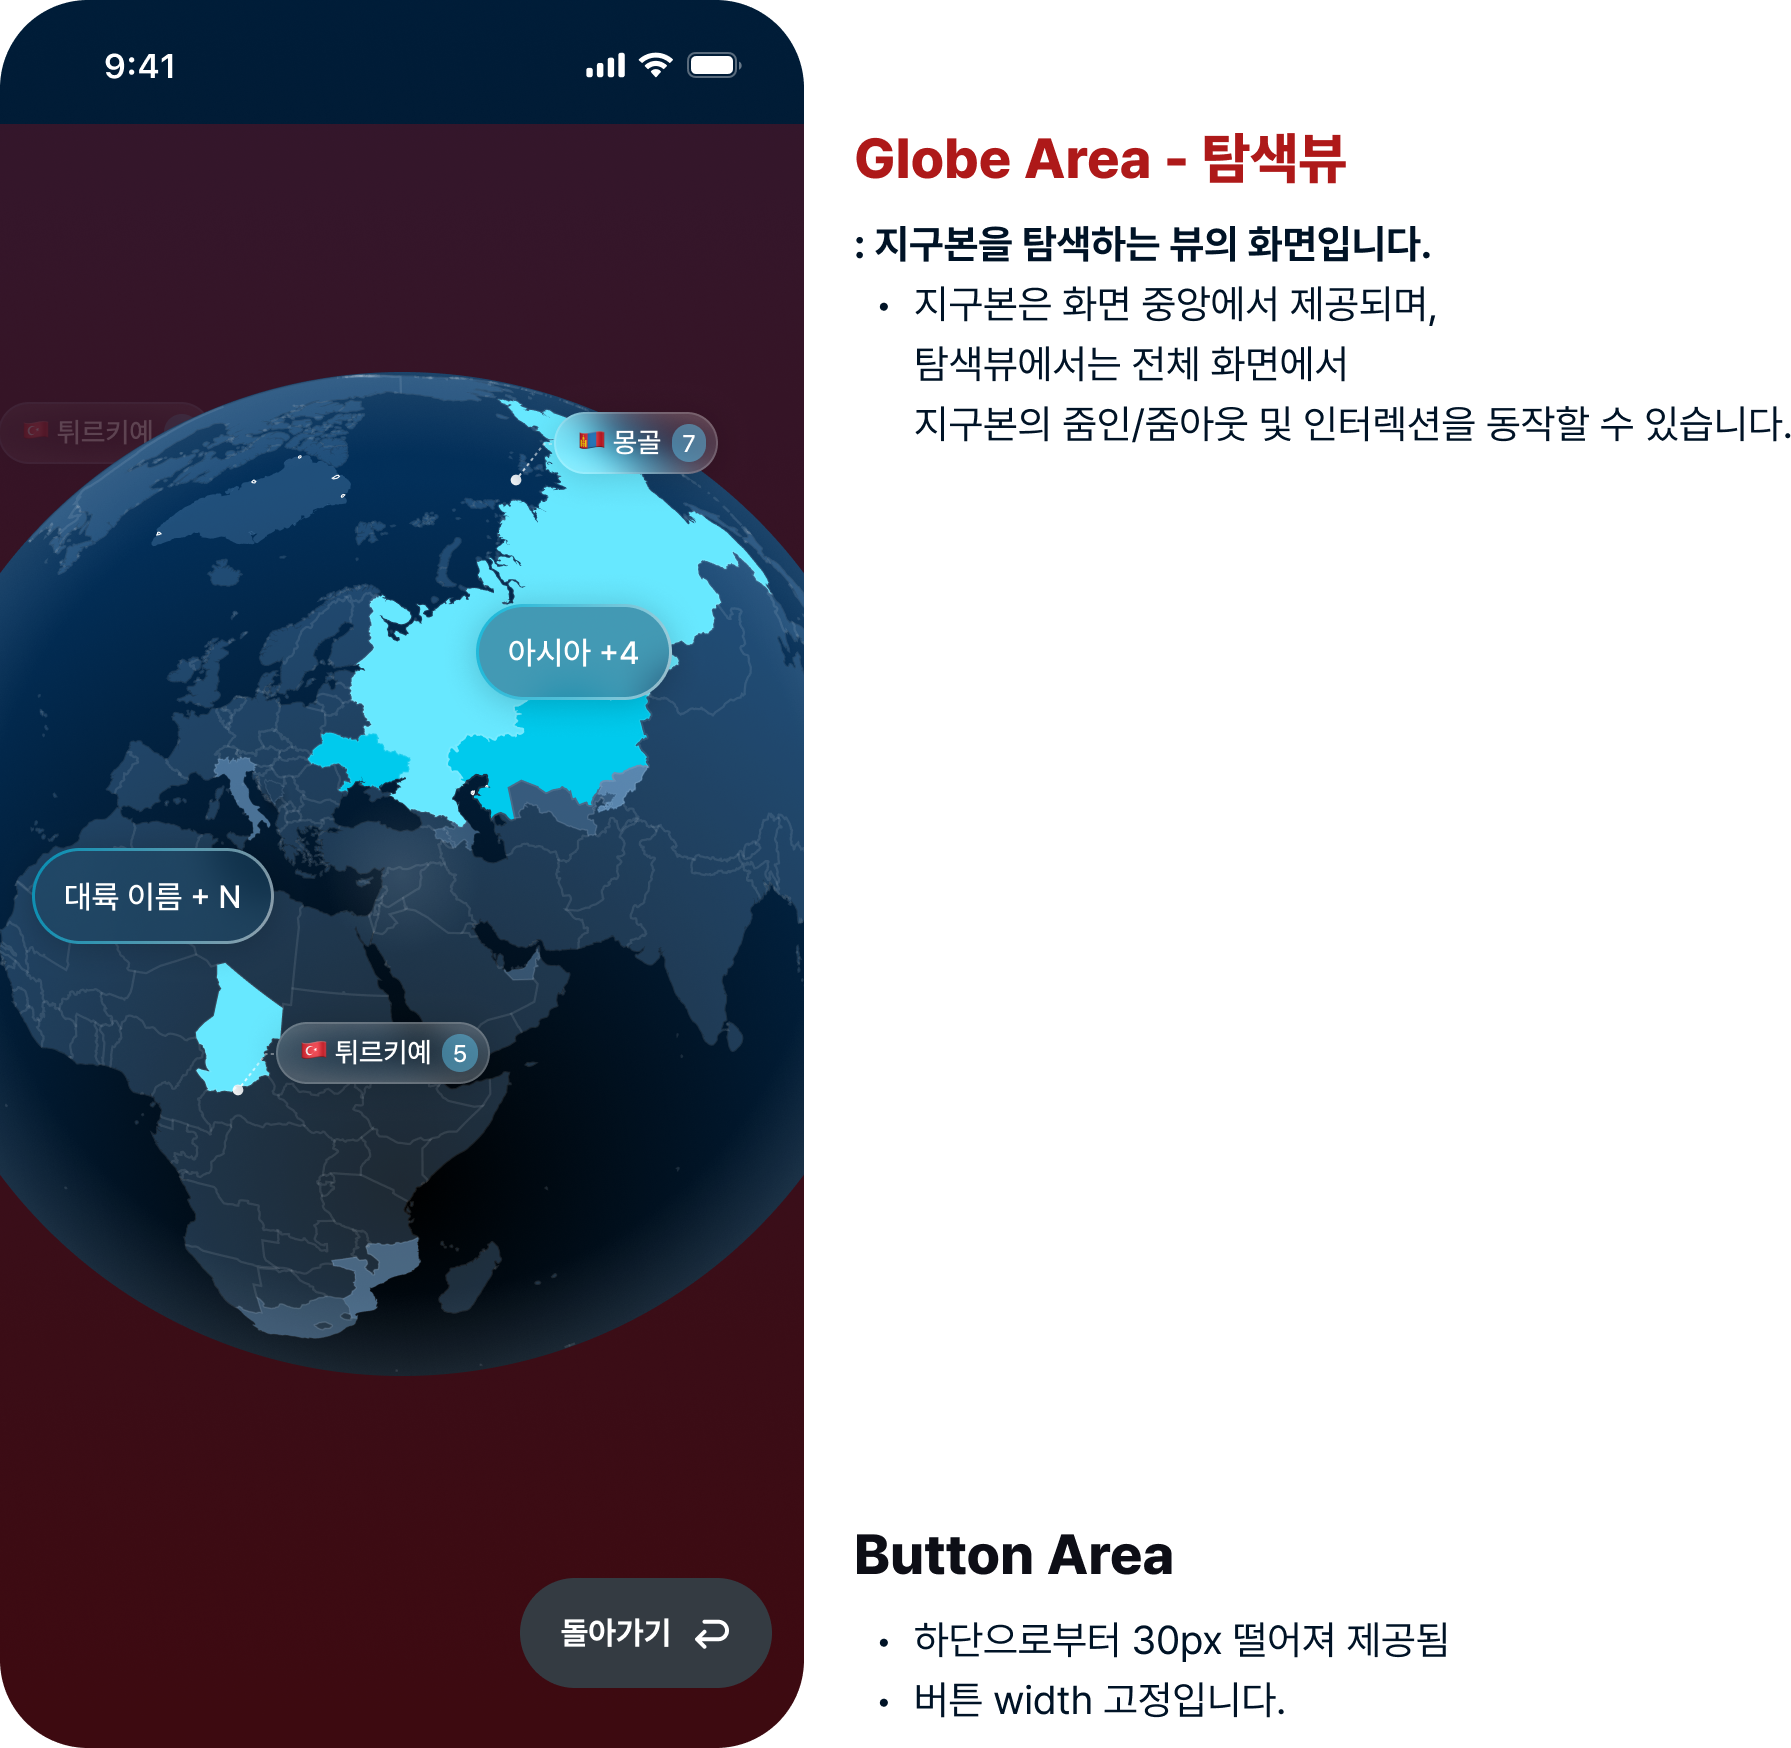 9:41
튀르키예
몽골 7
아시아 +4
대륙 이름 + N
튀르키예 5
돌아가기
Globe Area - 탐색뷰
: 지구본을 탐색하는 뷰의 화면입니다.
• 지구본은 화면 중앙에서 제공되며,
탐색뷰에서는 전체 화면에서
지구본의 줌인/줌아웃 및 인터렉션을 동작할 수 있습니다.
Button Area
• 하단으로부터 30px 떨어져 제공됨
• 버튼 width 고정입니다.